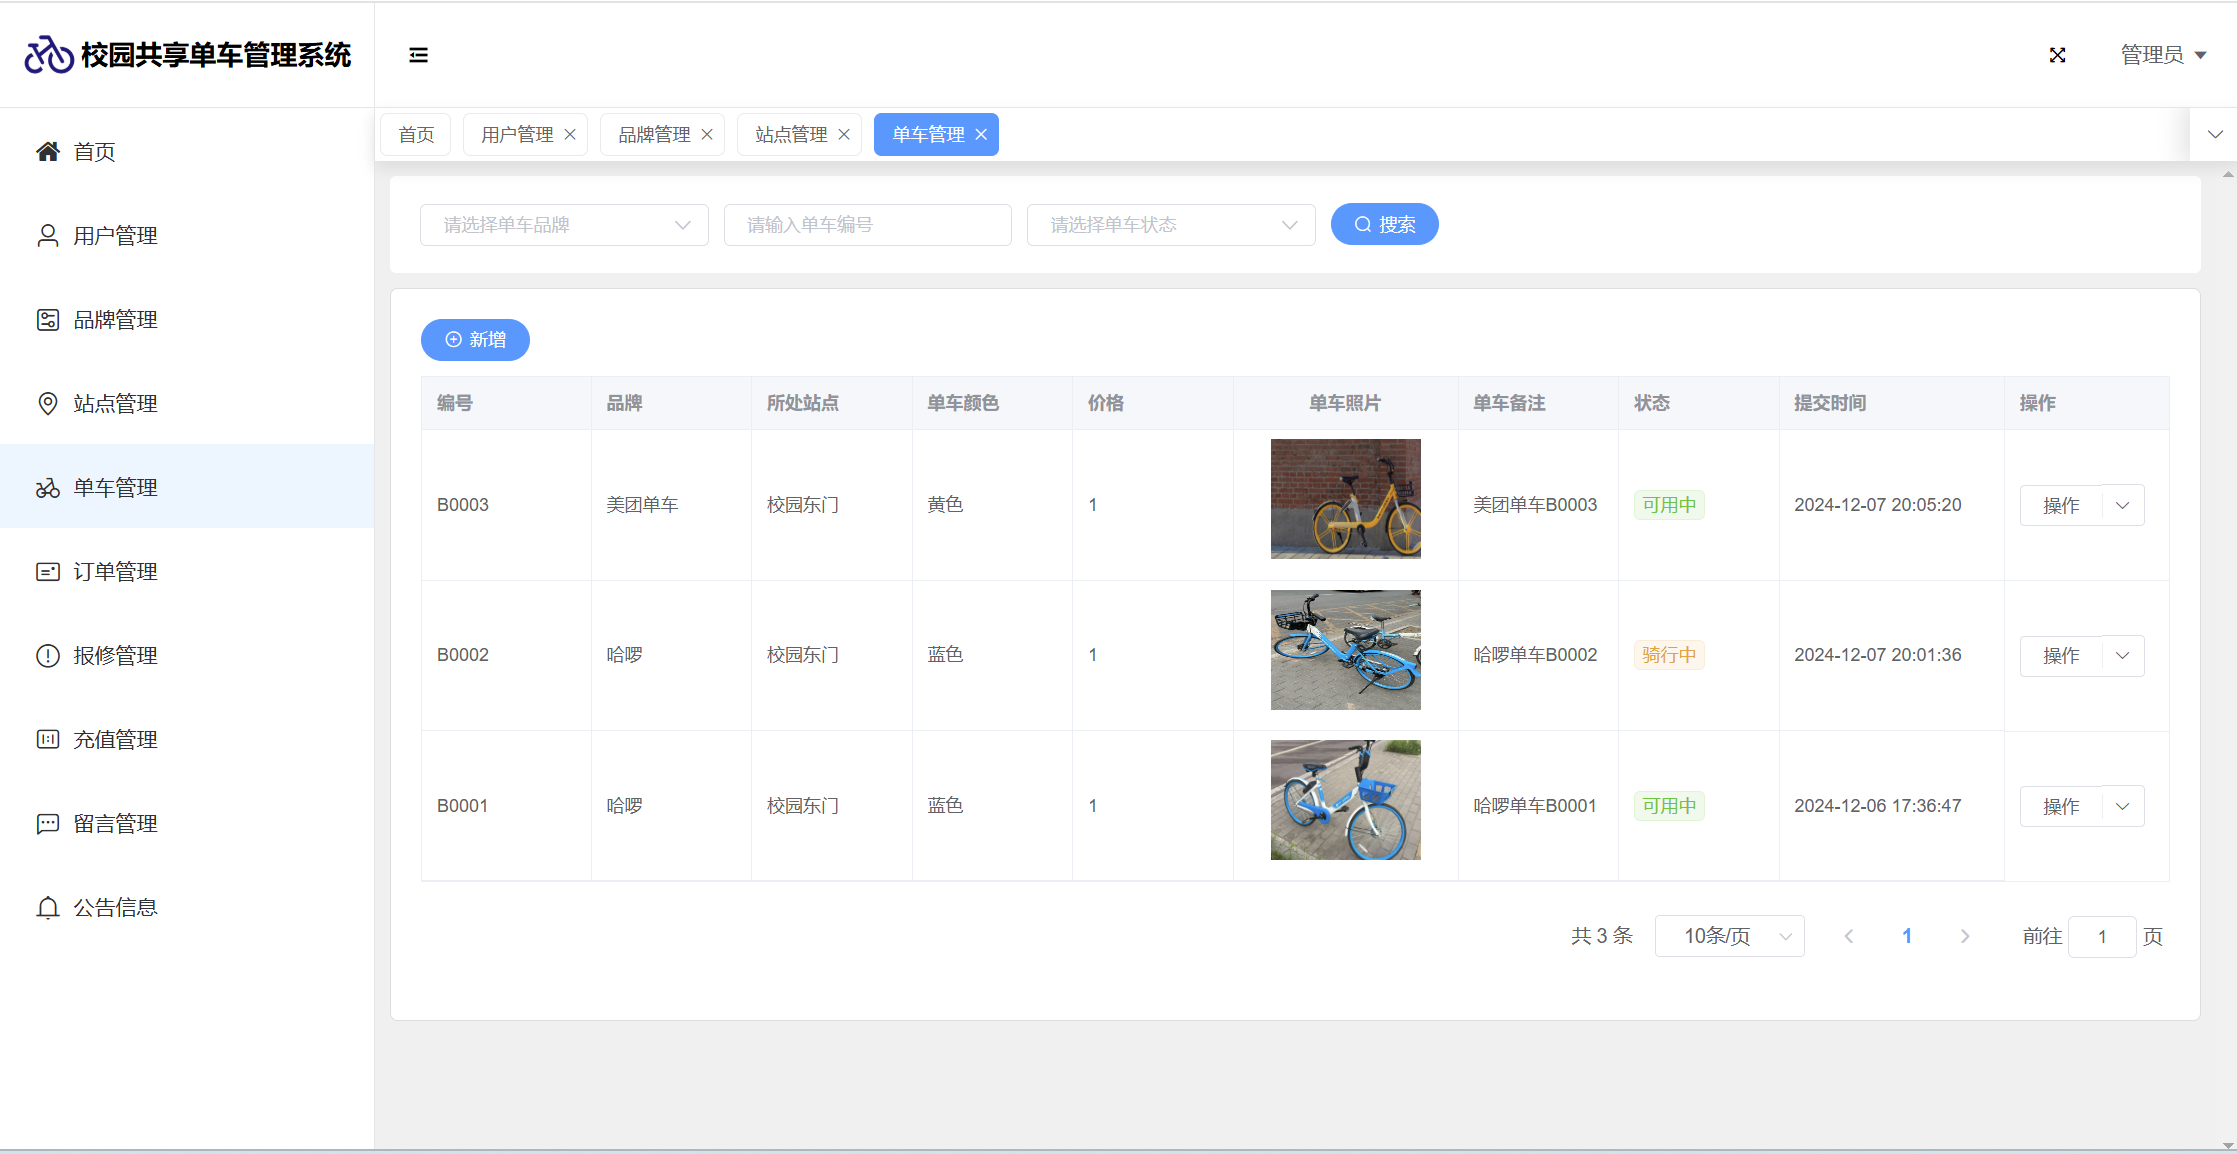 校园共享单车管理系统
管理员
首页
用户管理
品牌管理
站点管理
单车管理
订单管理
报修管理
充值管理
留言管理
公告信息
首页 用户管理 品牌管理 站点管理 单车管理
请选择单车品牌 请输入单车编号 请选择单车状态 搜索
新增
编号 品牌 所处站点 单车颜色 价格 单车照片 单车备注 状态 提交时间 操作
B0003 美团单车 校园东门 黄色 1 美团单车B0003 可用中 2024-12-07 20:05:20 操作
B0002 哈啰 校园东门 蓝色 1 哈啰单车B0002 骑行中 2024-12-07 20:01:36 操作
B0001 哈啰 校园东门 蓝色 1 哈啰单车B0001 可用中 2024-12-06 17:36:47 操作
共 3 条 10条/页 1 前往 1 页